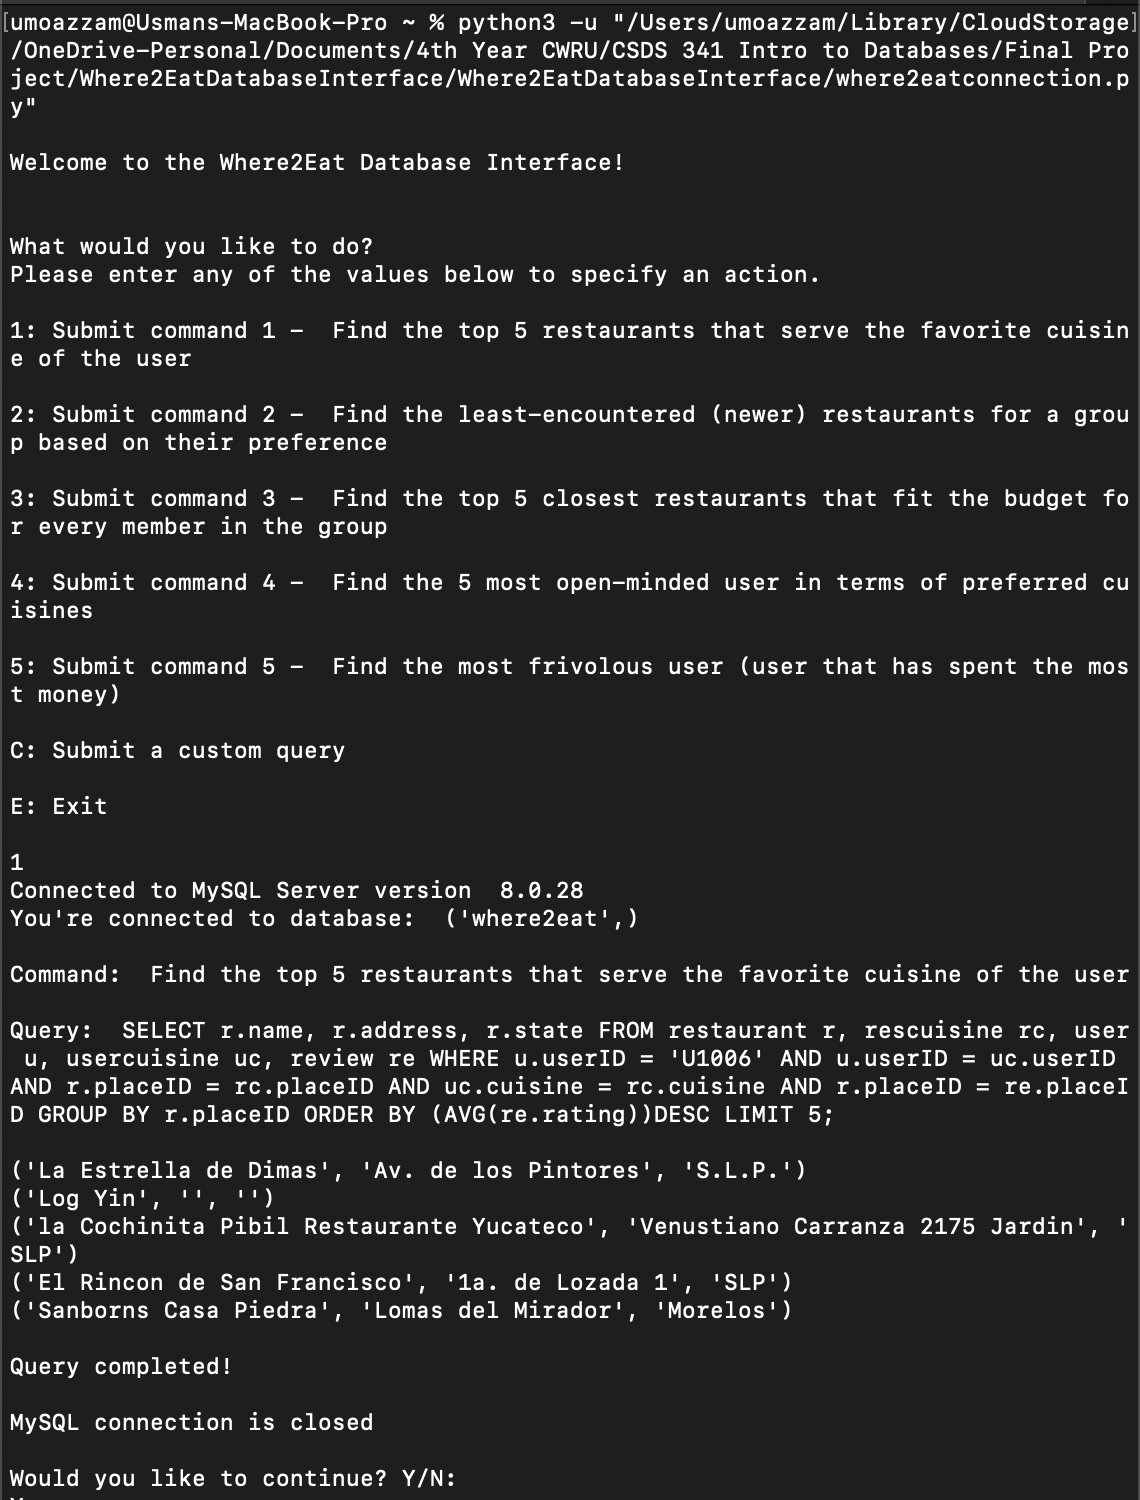 [umoazzam@Usmans-MacBook-Pro ~ % python3 -u "/Users/umoazzam/Library/CloudStorage]
/OneDrive-Personal/Documents/4th Year CWRU/CSDS 341 Intro to Databases/Final Pro
ject/Where2EatDatabaseInterface/Where2EatDatabaseInterface/where2eatconnection.p
y"
Welcome to the Where2Eat Database Interface!
What would you like to do?
Please enter any of the values below to specify an action.
1: Submit command 1 -  Find the top 5 restaurants that serve the favorite cuisin
e of the user
2: Submit command 2 -  Find the least-encountered (newer) restaurants for a grou
p based on their preference
3: Submit command 3 -  Find the top 5 closest restaurants that fit the budget fo
r every member in the group
4: Submit command 4 -  Find the 5 most open-minded user in terms of preferred cu
isines
5: Submit command 5 -  Find the most frivolous user (user that has spent the mos
t money)
C: Submit a custom query
E: Exit
1
Connected to MySQL Server version  8.0.28
You're connected to database:  ('where2eat',)
Command:  Find the top 5 restaurants that serve the favorite cuisine of the user
Query:  SELECT r.name, r.address, r.state FROM restaurant r, rescuisine rc, user
 u, usercuisine uc, review re WHERE u.userID = 'U1006' AND u.userID = uc.userID
AND r.placeID = rc.placeID AND uc.cuisine = rc.cuisine AND r.placeID = re.placeI
D GROUP BY r.placeID ORDER BY (AVG(re.rating))DESC LIMIT 5;
('La Estrella de Dimas', 'Av. de los Pintores', 'S.L.P.')
('Log Yin', '', '')
('la Cochinita Pibil Restaurante Yucateco', 'Venustiano Carranza 2175 Jardin', '
SLP')
('El Rincon de San Francisco', '1a. de Lozada 1', 'SLP')
('Sanborns Casa Piedra', 'Lomas del Mirador', 'Morelos')
Query completed!
MySQL connection is closed
Would you like to continue? Y/N: